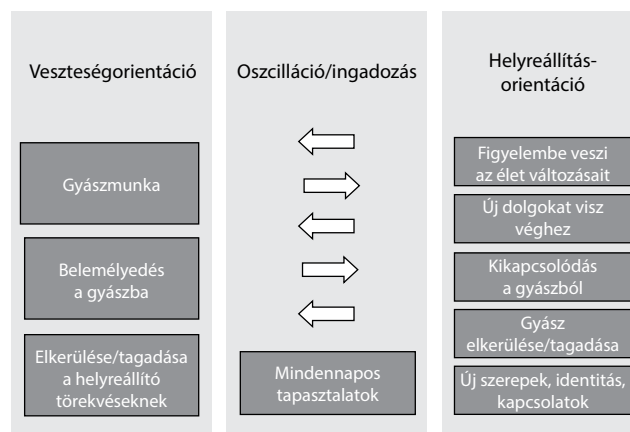 Veszteségorientáció
Gyászmunka
Belemélyedés
a gyászba
Elkerülése/tagadása
a helyreállító
törekvéseknek
Oszcilláció/ingadozás
Mindennapos
tapasztalatok
Helyreállítás-
orientáció
Figyelembe veszi
az élet változásait
Új dolgokat visz
véghez
Kikapcsolódás
a gyászból
Gyász
elkerülése/tagadása
Új szerepek, identitás,
kapcsolatok